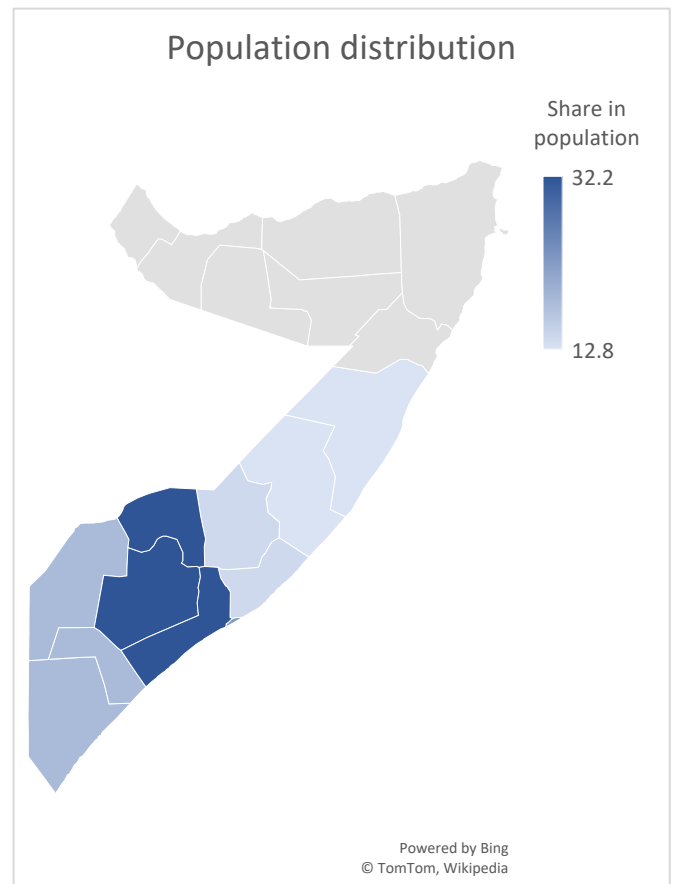 Population distribution
Share in
population
32.2
12.8
Powered by Bing
© TomTom, Wikipedia